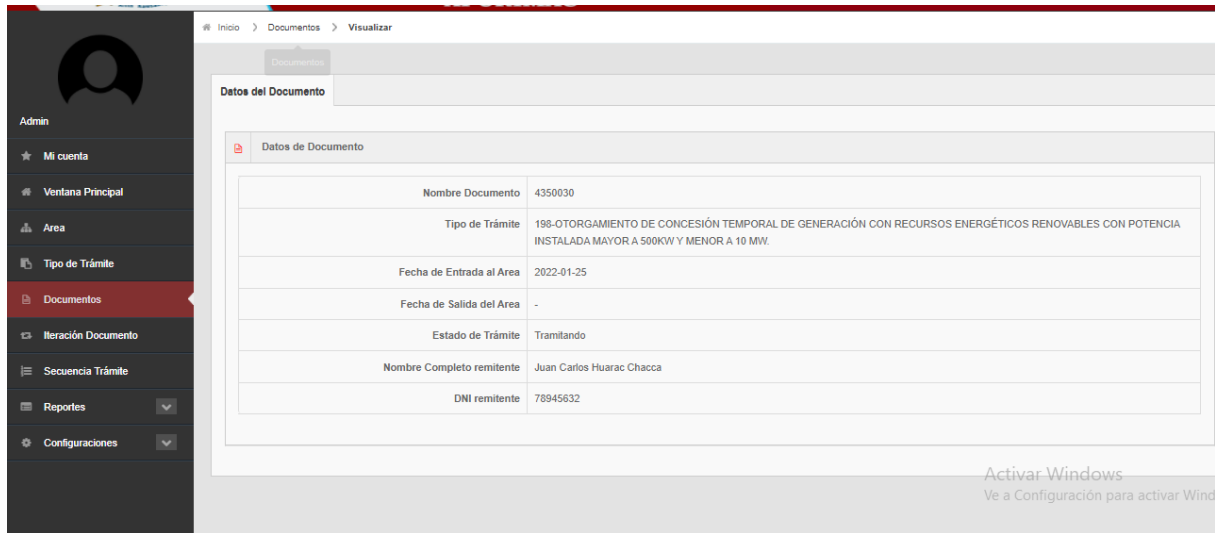 Inicio > Documentos > Visualizar
Documentos
Datos del Documento
Admin
Mi cuenta
Ventana Principal
Area
Tipo de Trámite
Documentos
Iteración Documento
Secuencia Trámite
Reportes
Configuraciones
Datos de Documento
Nombre Documento 4350030
Tipo de Trámite 198-OTORGAMIENTO DE CONCESIÓN TEMPORAL DE GENERACIÓN CON RECURSOS ENERGÉTICOS RENOVABLES CON POTENCIA
INSTALADA MAYOR A 500KW Y MENOR A 10 MW.
Fecha de Entrada al Area 2022-01-25
Fecha de Salida del Area -
Estado de Trámite Tramitando
Nombre Completo remitente Juan Carlos Huarac Chacca
DNI remitente 78945632
Activar Windows
Ve a Configuración para activar Wind